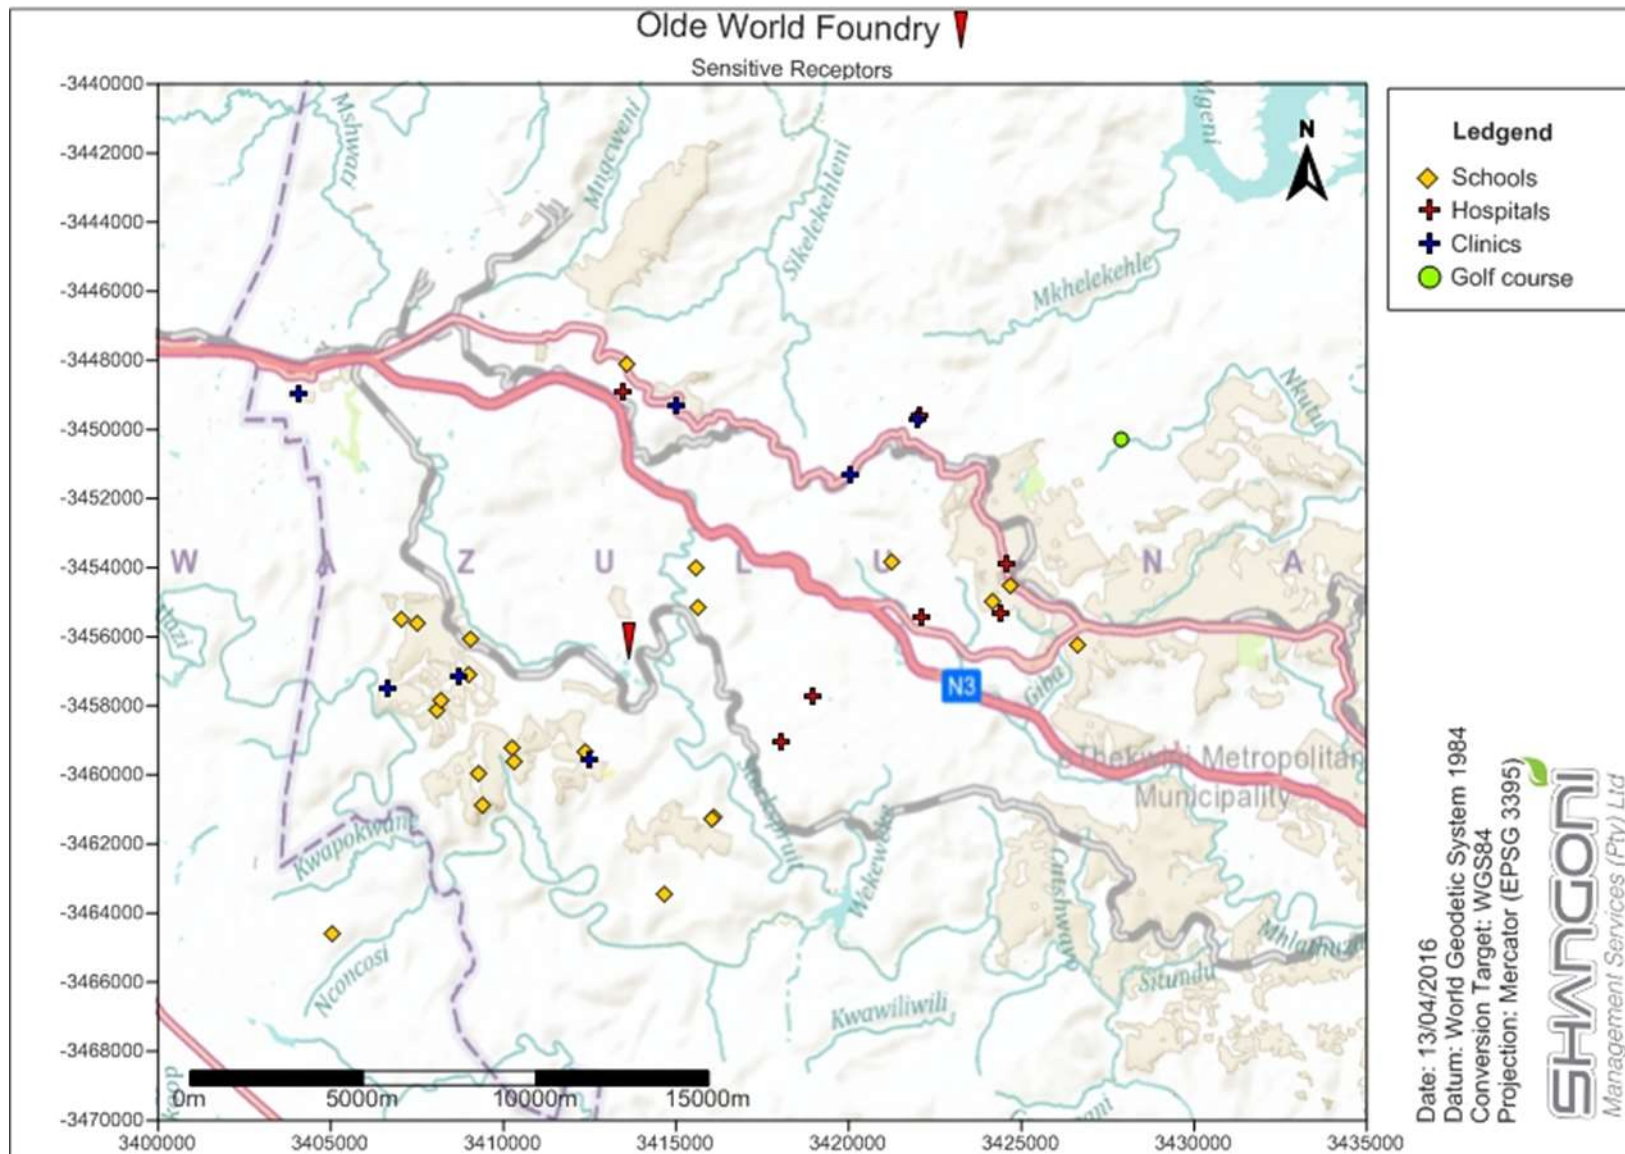 Olde World Foundry
Sensitive Receptors
-3440000
-3442000
-3444000
-3446000
-3448000
-3450000
-3452000
-3454000
-3456000
-3458000
-3460000
-3462000
-3464000
-3466000
-3468000
-3470000
3400000
3405000
3410000
3415000
3420000
3425000
3430000
3435000
Mshwati
Mngcweni
Sikelekehleni
Mkhelekehle
Mgeni
Nkutu
W A Z U L U N A
N
N3
Giba
eThekwini Metropolitan
Municipality
Kwapokwane
Nconcosi
Wekeweke
Kwawiliwili
Situndu
0m
5000m
10000m
15000m
Ledgend
Schools
Hospitals
Clinics
Golf course
Date: 13/04/2016
Datum: World Geodetic System 1984
Conversion Target: WGS84
Projection: Mercator (EPSG 3395)
SHANGONI
Management Services (Pty) Ltd